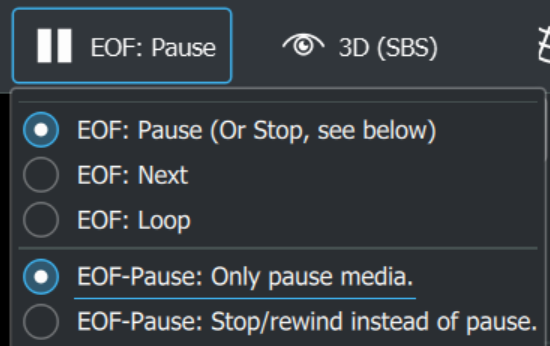 EOF: Pause 3D (SBS)
EOF: Pause (Or Stop, see below)
EOF: Next
EOF: Loop
EOF-Pause: Only pause media.
EOF-Pause: Stop/rewind instead of pause.